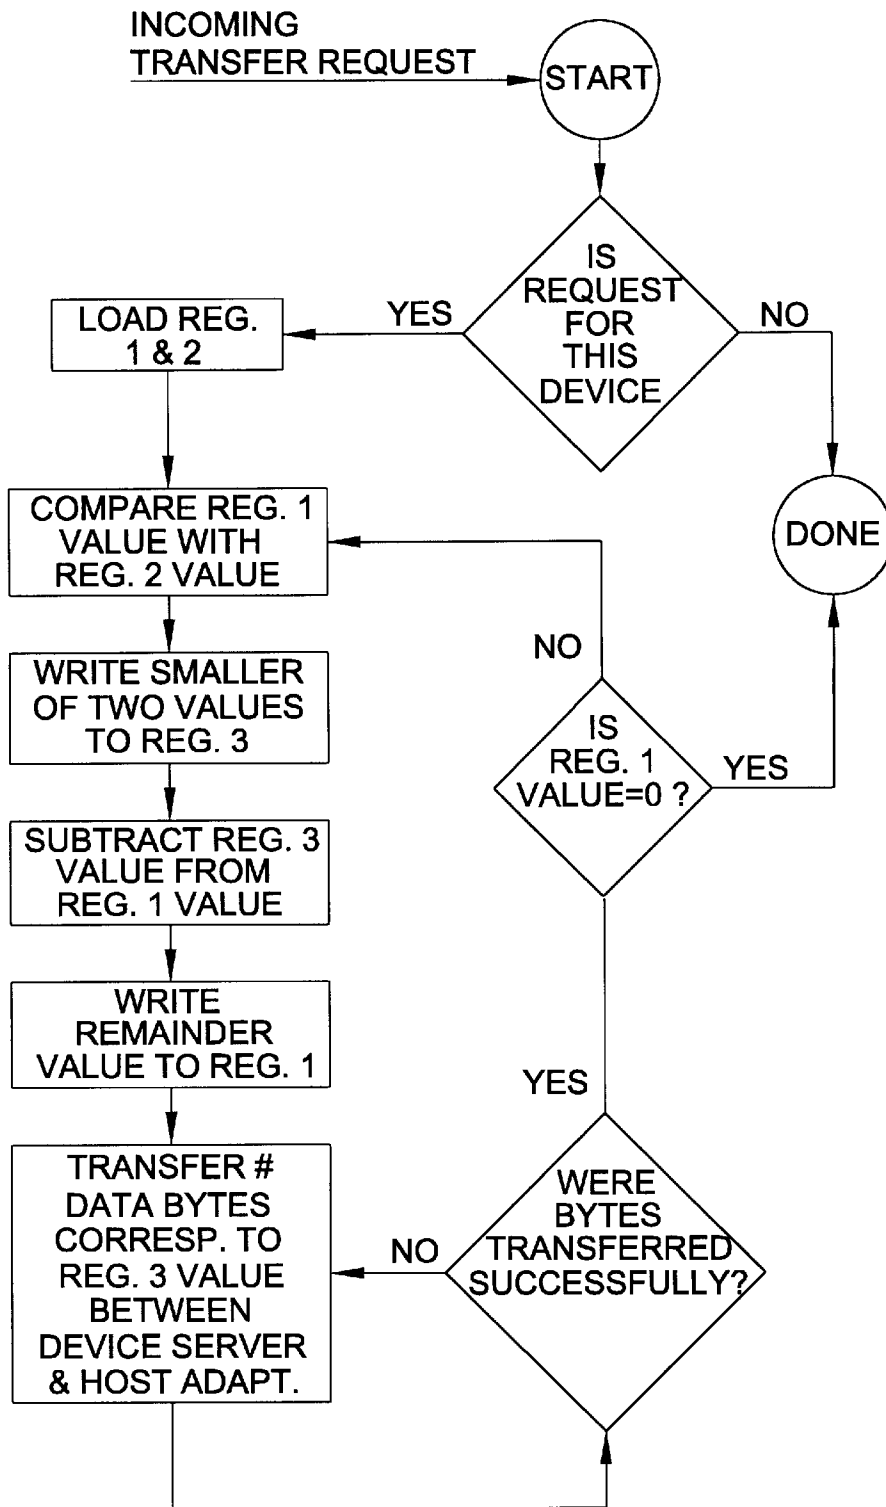 INCOMING
TRANSFER REQUEST
START
IS
REQUEST
FOR
THIS
DEVICE
YES
NO
LOAD REG.
1 & 2
COMPARE REG. 1
VALUE WITH
REG. 2 VALUE
DONE
NO
WRITE SMALLER
OF TWO VALUES
TO REG. 3
IS
REG. 1
VALUE=0 ?
YES
SUBTRACT REG. 3
VALUE FROM
REG. 1 VALUE
WRITE
REMAINDER
VALUE TO REG. 1
YES
TRANSFER #
DATA BYTES
CORRESP. TO
REG. 3 VALUE
BETWEEN
DEVICE SERVER
& HOST ADAPT.
NO
WERE
BYTES
TRANSFERRED
SUCCESSFULLY?